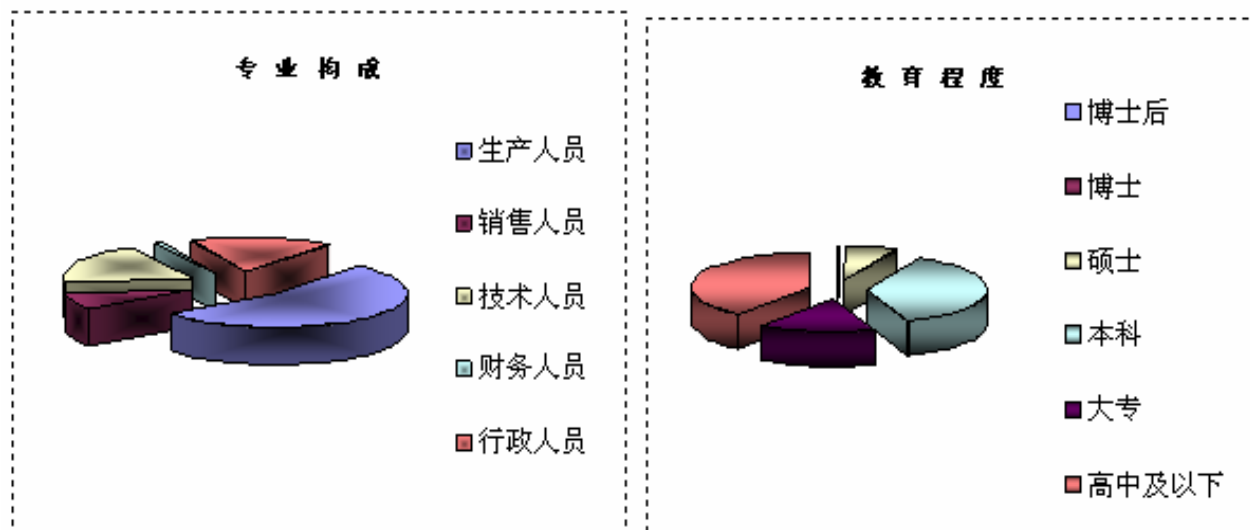 专业构成
生产人员
销售人员
技术人员
财务人员
行政人员
教育程度
博士后
博士
硕士
本科
大专
高中及以下